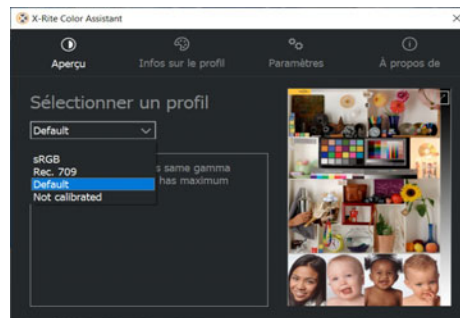 X-Rite Color Assistant
Aperçu
Infos sur le profil
Paramètres
À propos de
Sélectionner un profil
Default
sRGB
Rec. 709
Default
Not calibrated
s same gamma
has maximum